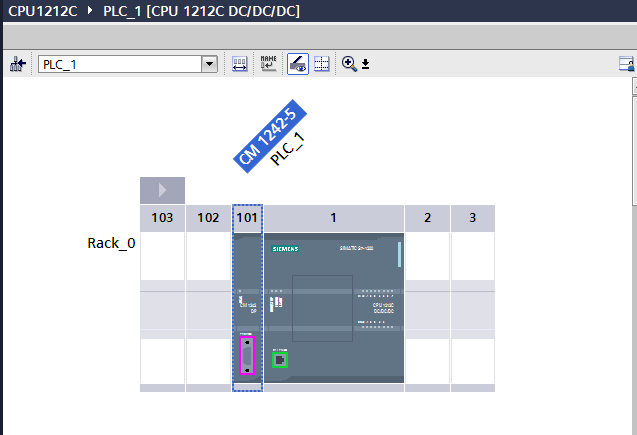 CPU1212C ▸ PLC_1 [CPU 1212C DC/DC/DC]
PLC_1
NAME
CM 1242-5
PLC_1
103 102 101 1 2 3
Rack_0
SIEMENS
SIMATIC S7-1200
CM 1242
DP
CPU 1212C
DC/DC/DC